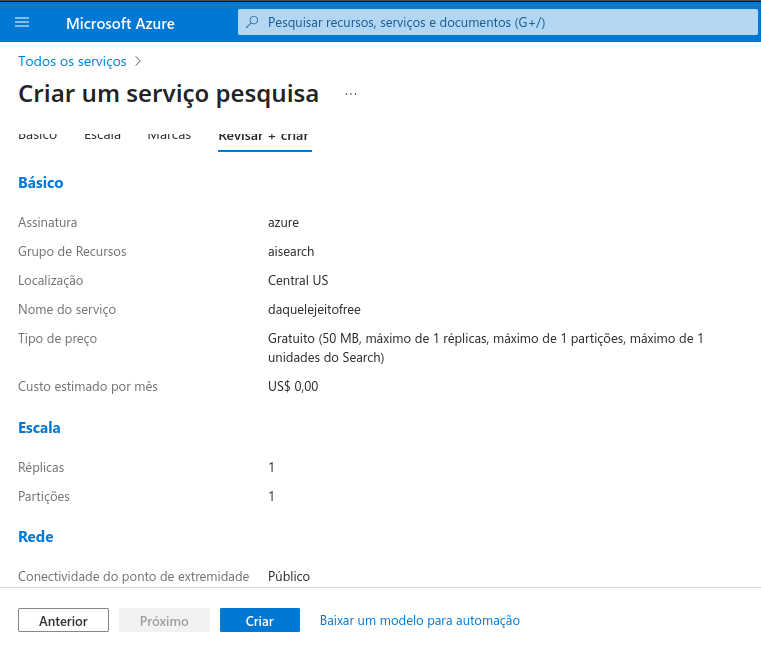 Microsoft Azure
Pesquisar recursos, serviços e documentos (G+/)
Todos os serviços
Criar um serviço pesquisa ...
Básico Escala Marcas Revisar + criar
Básico
Assinatura azure
Grupo de Recursos aisearch
Localização Central US
Nome do serviço daquelejeitofree
Tipo de preço Gratuito (50 MB, máximo de 1 réplicas, máximo de 1 partições, máximo de 1
unidades do Search)
Custo estimado por mês US$ 0,00
Escala
Réplicas 1
Partições 1
Rede
Conectividade do ponto de extremidade Público
Anterior Próximo Criar Baixar um modelo para automação